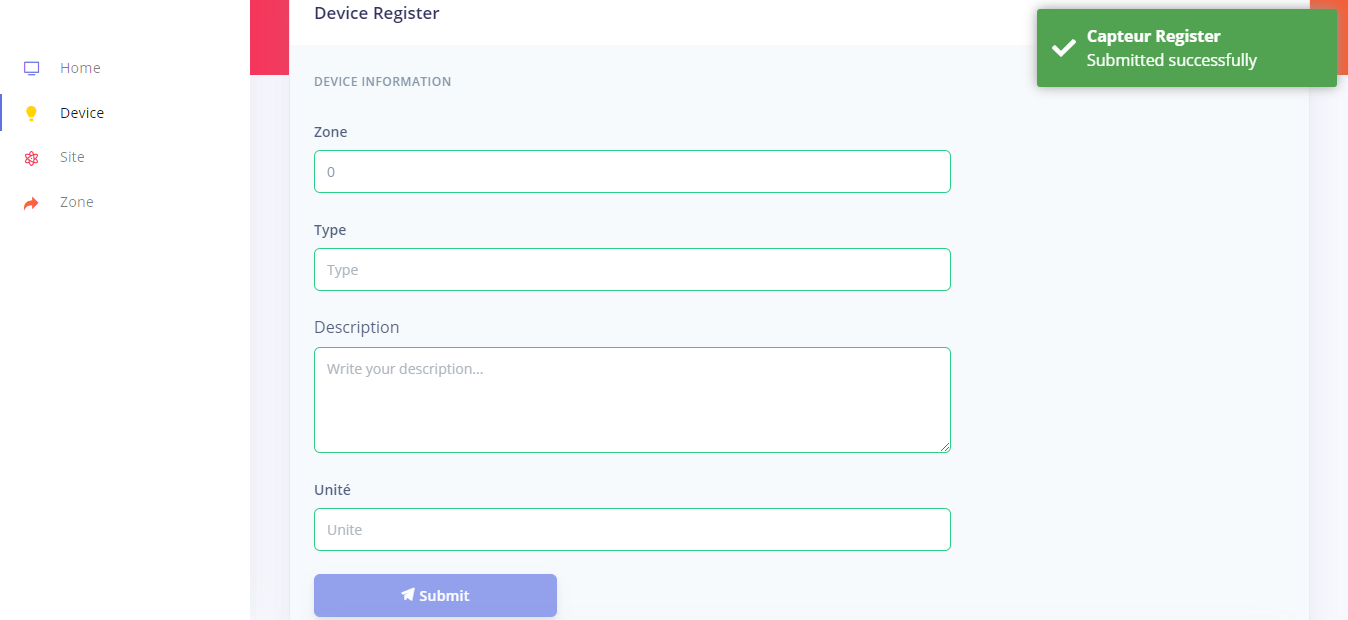 Device Register
Capteur Register
Submitted successfully
Home
Device
Site
Zone
DEVICE INFORMATION
Zone
0
Type
Type
Description
Write your description...
Unité
Unite
Submit